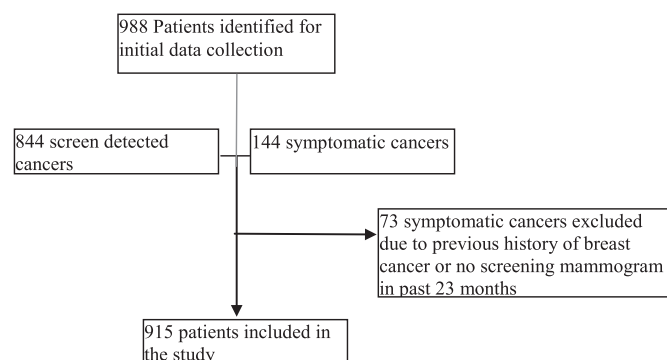 988 Patients identified for
initial data collection
844 screen detected
cancers
144 symptomatic cancers
73 symptomatic cancers excluded
due to previous history of breast
cancer or no screening mammogram
in past 23 months
915 patients included in
the study